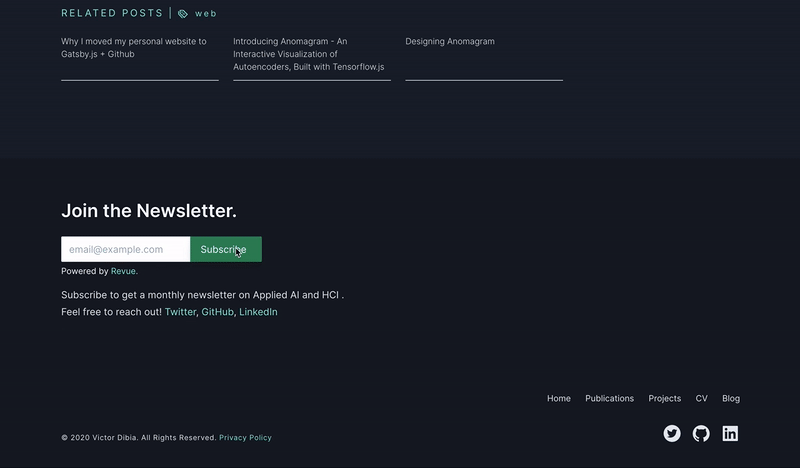 RELATED POSTS | web
Why I moved my personal website to
Gatsby.js + Github
Introducing Anomagram - An
Interactive Visualization of
Autoencoders, Built with Tensorflow.js
Designing Anomagram
Join the Newsletter.
email@example.com Subscribe
Powered by Revue.
Subscribe to get a monthly newsletter on Applied AI and HCI .
Feel free to reach out! Twitter, GitHub, LinkedIn
Home Publications Projects CV Blog
© 2020 Victor Dibia. All Rights Reserved. Privacy Policy
in